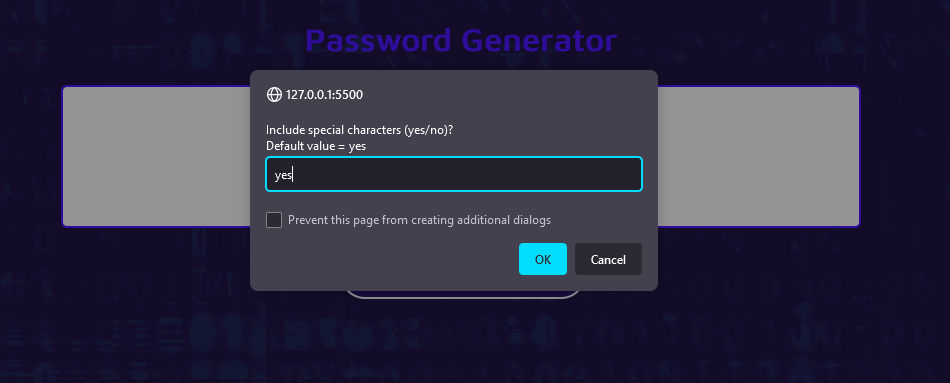 Password Generator
127.0.0.1:5500
Include special characters (yes/no)?
Default value = yes
yes
Prevent this page from creating additional dialogs
OK
Cancel